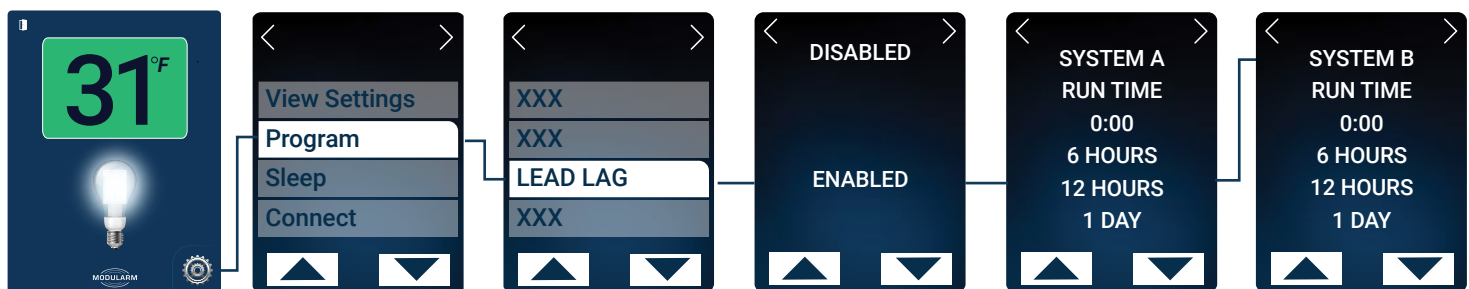 31°F
MODULARM
View Settings
Program
Sleep
Connect
XXX
XXX
LEAD LAG
XXX
DISABLED
ENABLED
SYSTEM A
RUN TIME
0:00
6 HOURS
12 HOURS
1 DAY
SYSTEM B
RUN TIME
0:00
6 HOURS
12 HOURS
1 DAY